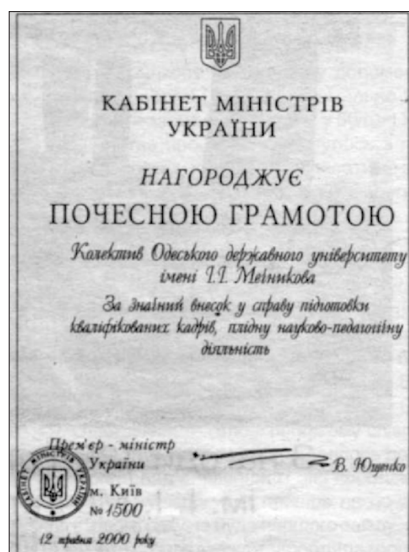 КАБІНЕТ МІНІСТРІВ
УКРАЇНИ
НАГОРОДЖУЄ
ПОЧЕСНОЮ ГРАМОТОЮ
Колектив Одеського державного університету
імені І.І. Мечникова
За значний внесок у справу підготовки
кваліфікованих кадрів, плідну науково-педагогічну
діяльність
Прем'єр - міністр
України
В. Ющенко
м. Київ
№ 1500
12 травня 2000 року